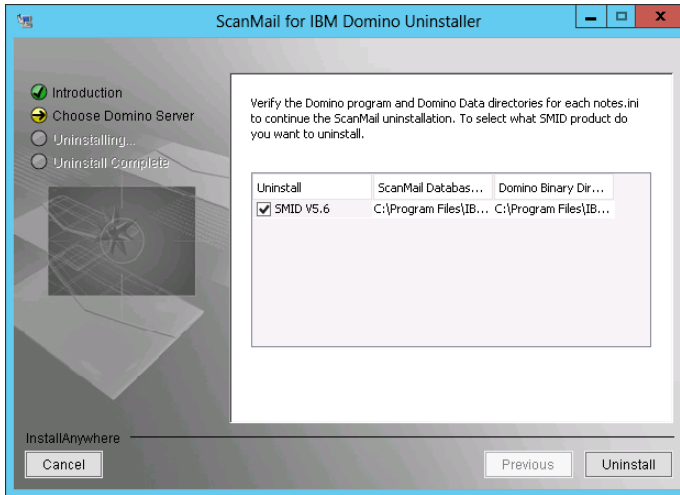 ScanMail for IBM Domino Uninstaller
Introduction
Choose Domino Server
Uninstalling...
Uninstall Complete
Verify the Domino program and Domino Data directories for each notes.ini
to continue the ScanMail uninstallation. To select what SMID product do
you want to uninstall.
Uninstall ScanMail Databas... Domino Binary Dir...
SMID V5.6 C:\Program Files\IB... C:\Program Files\IB...
InstallAnywhere
Cancel Previous Uninstall